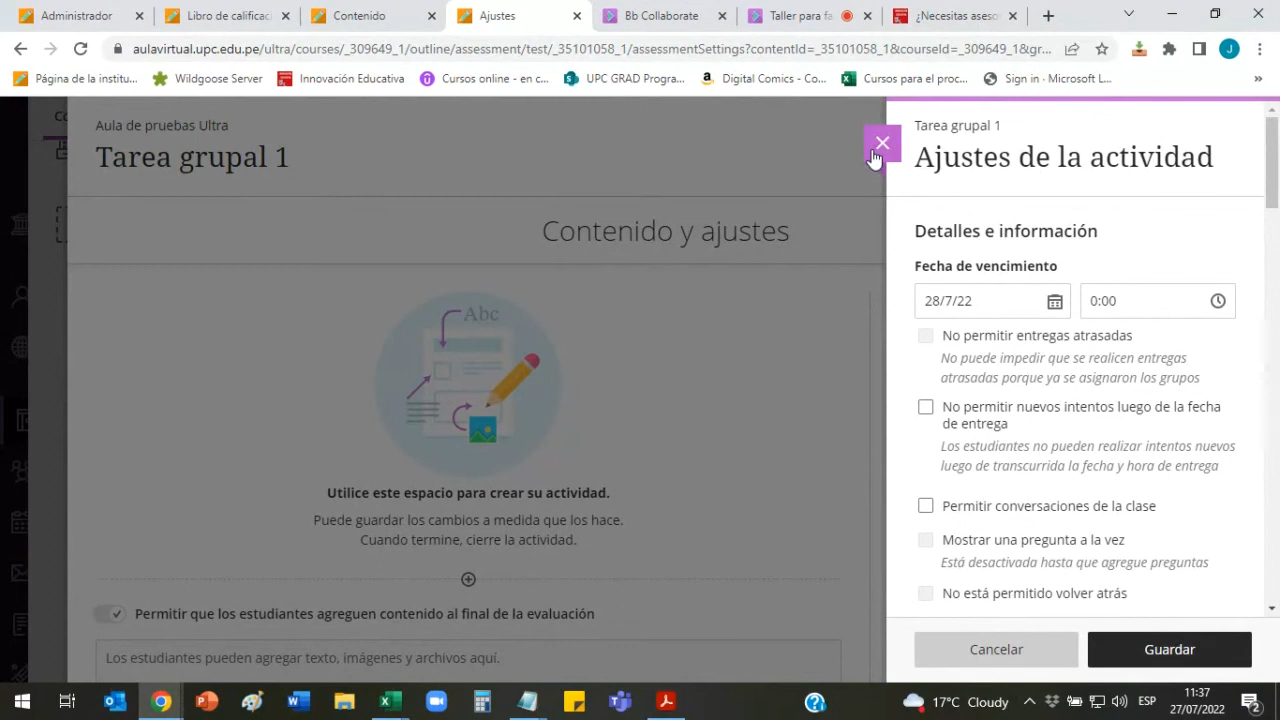 Administrador
Libro de calificac
Contenido
Ajustes
Bb Collaborate
Taller para fa
¿Necesitas aseso
aulavirtual.upc.edu.pe/ultra/courses/_309649_1/outline/assessment/test/_35101058_1/assessmentSettings?contentId=_35101058_1&courseId=_309649_1&gr...
J
Página de la institu...
Wildgoose Server
Innovación Educativa
Cursos online - en c...
UPC GRAD Progra...
Digital Comics - Co...
Cursos para el proc...
Sign in - Microsoft L...
»
Co
Aula de pruebas Ultra
Tarea grupal 1
Contenido y ajustes
Abc
Utilice este espacio para crear su actividad.
Puede guardar los cambios a medida que los hace.
Cuando termine, cierre la actividad.
Permitir que los estudiantes agreguen contenido al final de la evaluación
Los estudiantes pueden agregar texto, imágenes y archivos aquí.
Tarea grupal 1
Ajustes de la actividad
Detalles e información
Fecha de vencimiento
28/7/22
0:00
No permitir entregas atrasadas
No puede impedir que se realicen entregas
atrasadas porque ya se asignaron los grupos
No permitir nuevos intentos luego de la fecha
de entrega
Los estudiantes no pueden realizar intentos nuevos
luego de transcurrida la fecha y hora de entrega
Permitir conversaciones de la clase
Mostrar una pregunta a la vez
Está desactivada hasta que agregue preguntas
No está permitido volver atrás
Cancelar
Guardar
17°C Cloudy
ESP
11:37
27/07/2022
2